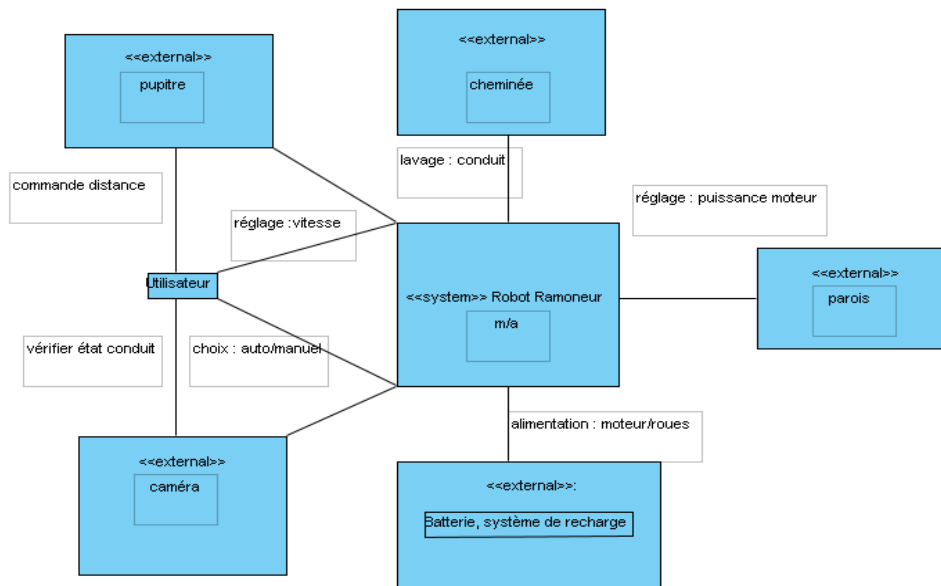 <<external>>
pupitre
<<external>>
cheminée
commande distance
lavage : conduit
réglage : puissance moteur
réglage :vitesse
Utilisateur
<<system>> Robot Ramoneur
m/a
<<external>>
parois
vérifier état conduit
choix : auto/manuel
alimentation : moteur/roues
<<external>>
caméra
<<external>>:
Batterie, système de recharge